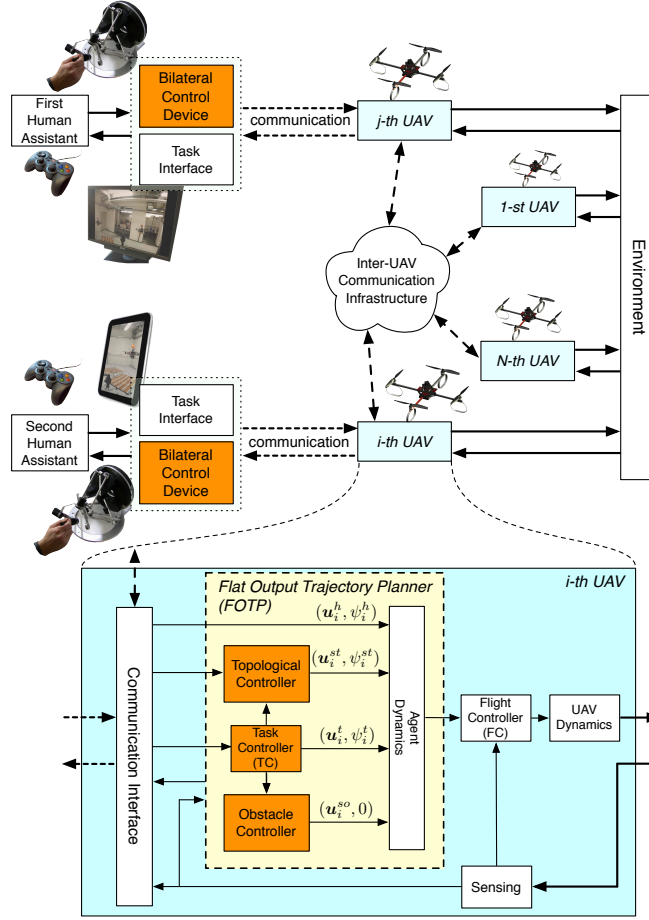 First
Human
Assistant
Bilateral
Control
Device
Task
Interface
communication
j-th UAV
1-st UAV
Inter-UAV
Communication
Infrastructure
N-th UAV
Environment
Second
Human
Assistant
Task
Interface
Bilateral
Control
Device
communication
i-th UAV
i-th UAV
Flat Output Trajectory Planner
(FOTP)
Communication Interface
(u_i^h, ψ_i^h)
Topological
Controller
(u_i^{st}, ψ_i^{st})
Task
Controller
(TC)
(u_i^t, ψ_i^t)
Obstacle
Controller
(u_i^{so}, 0)
Agent
Dynamics
Flight
Controller
(FC)
UAV
Dynamics
Sensing